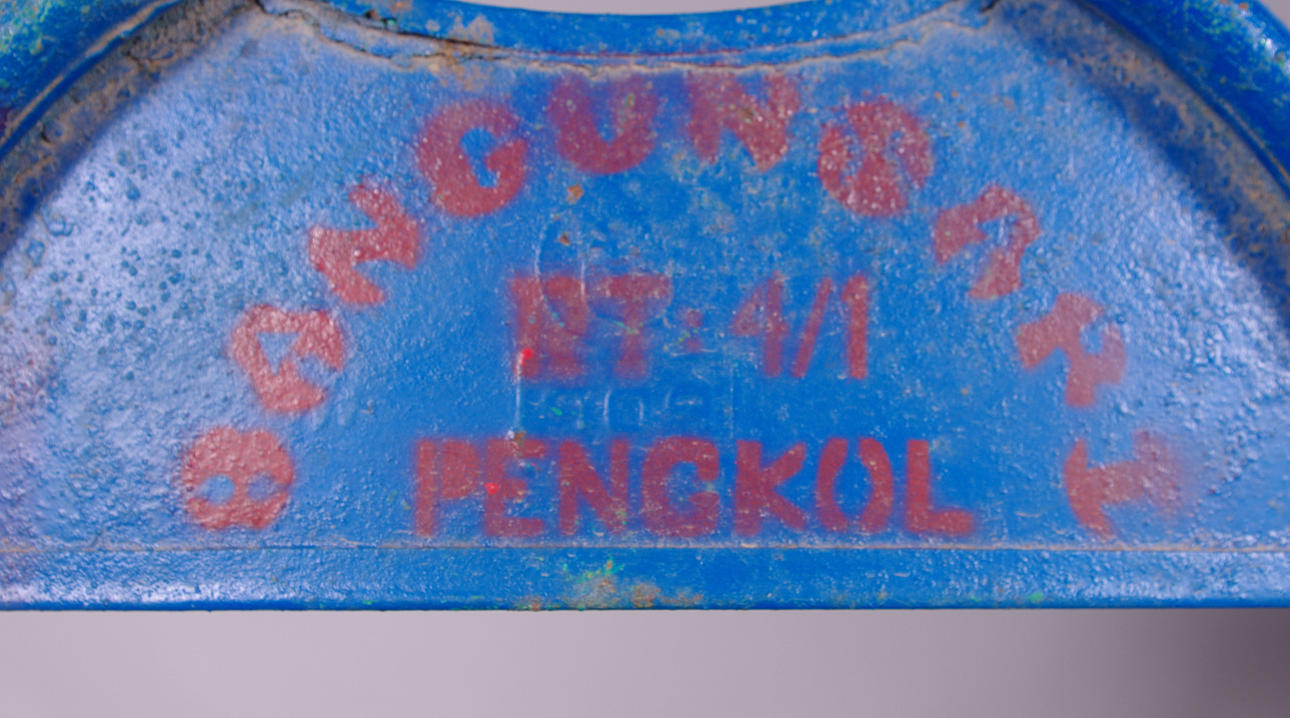 BANGUNSARI
RT: 4/1
PENGKOL